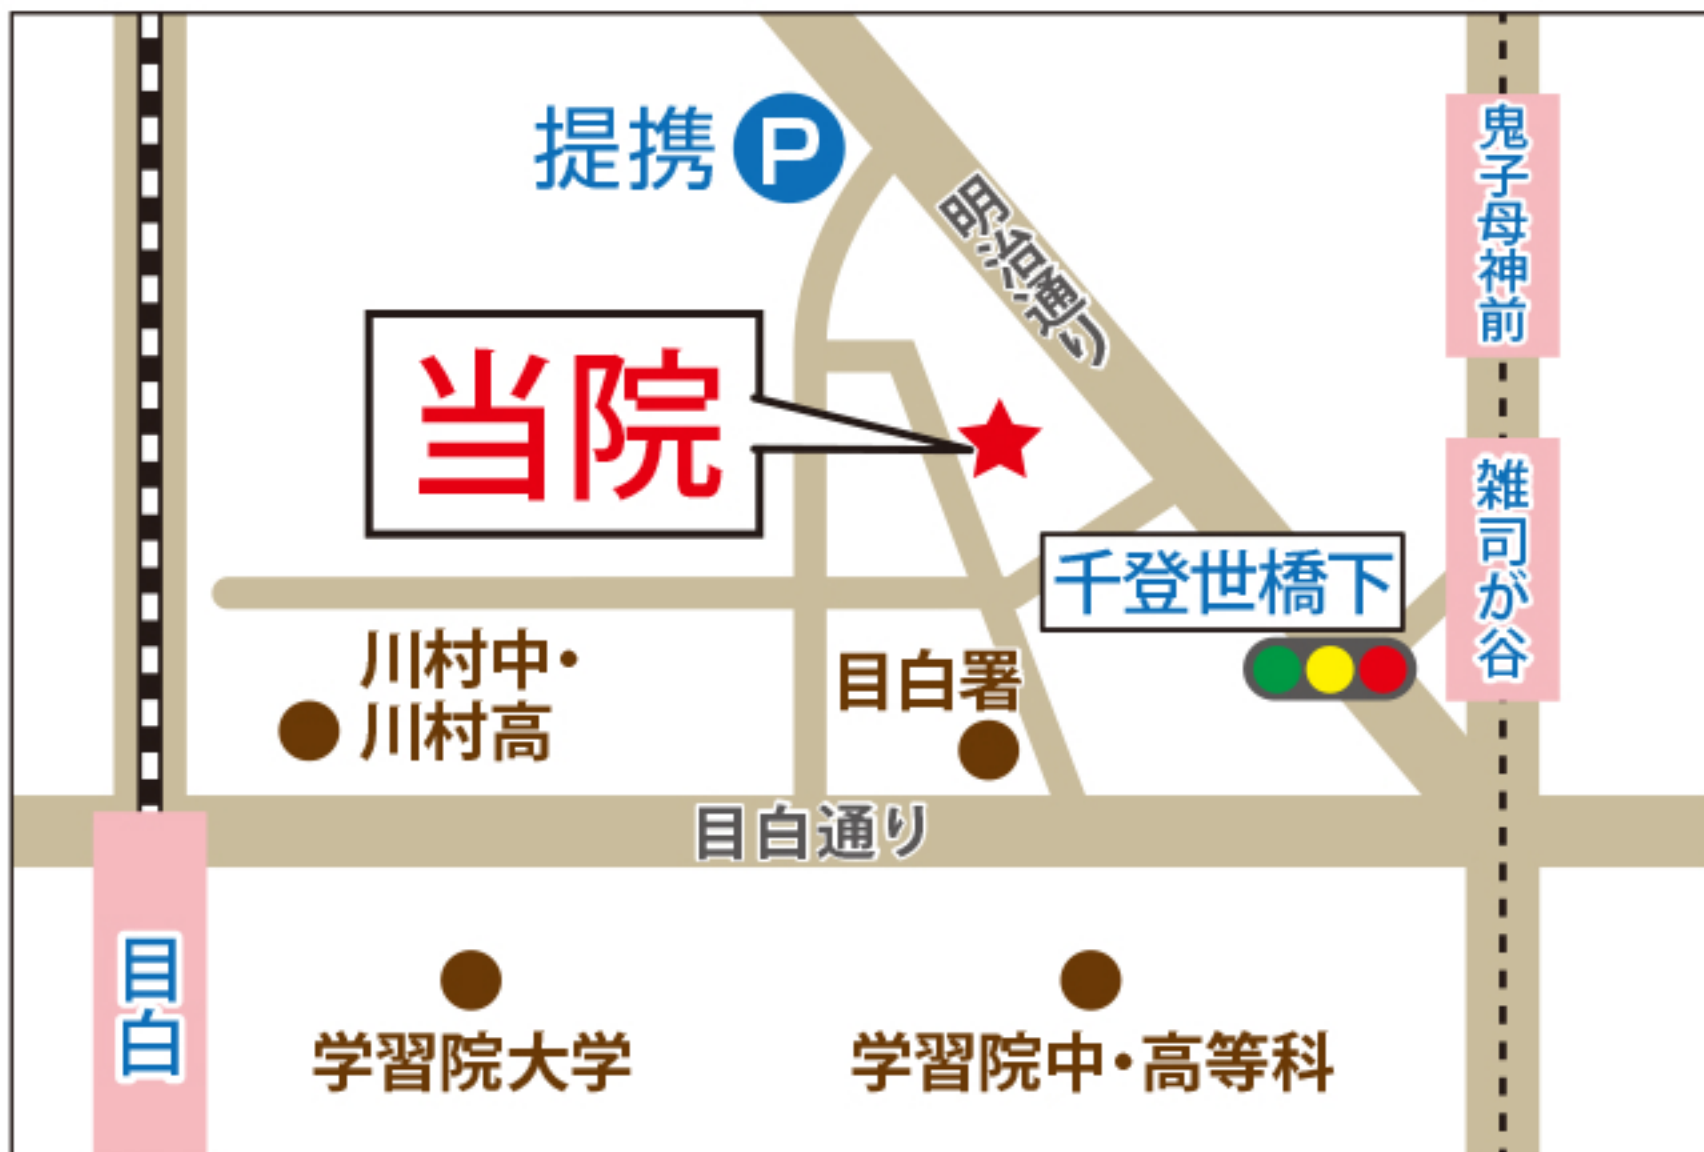 提携 P
明治通り
鬼子母神前
当院
雑司が谷
千登世橋下
川村中・
川村高
目白署
目白通り
目白
学習院大学
学習院中・高等科